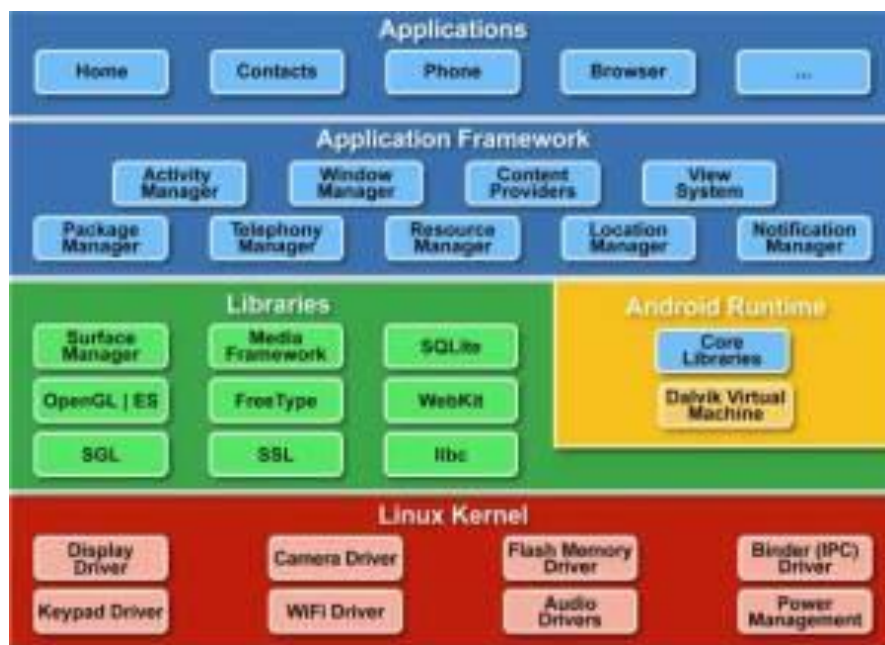 Applications
Home
Contacts
Phone
Browser
...
Application Framework
Activity
Manager
Window
Manager
Content
Providers
View
System
Package
Manager
Telephony
Manager
Resource
Manager
Location
Manager
Notification
Manager
Libraries
Surface
Manager
Media
Framework
SQLite
OpenGL | ES
FreeType
WebKit
SGL
SSL
libc
Android Runtime
Core
Libraries
Dalvik Virtual
Machine
Linux Kernel
Display
Driver
Camera Driver
Flash Memory
Driver
Binder (IPC)
Driver
Keypad Driver
WiFi Driver
Audio
Drivers
Power
Management